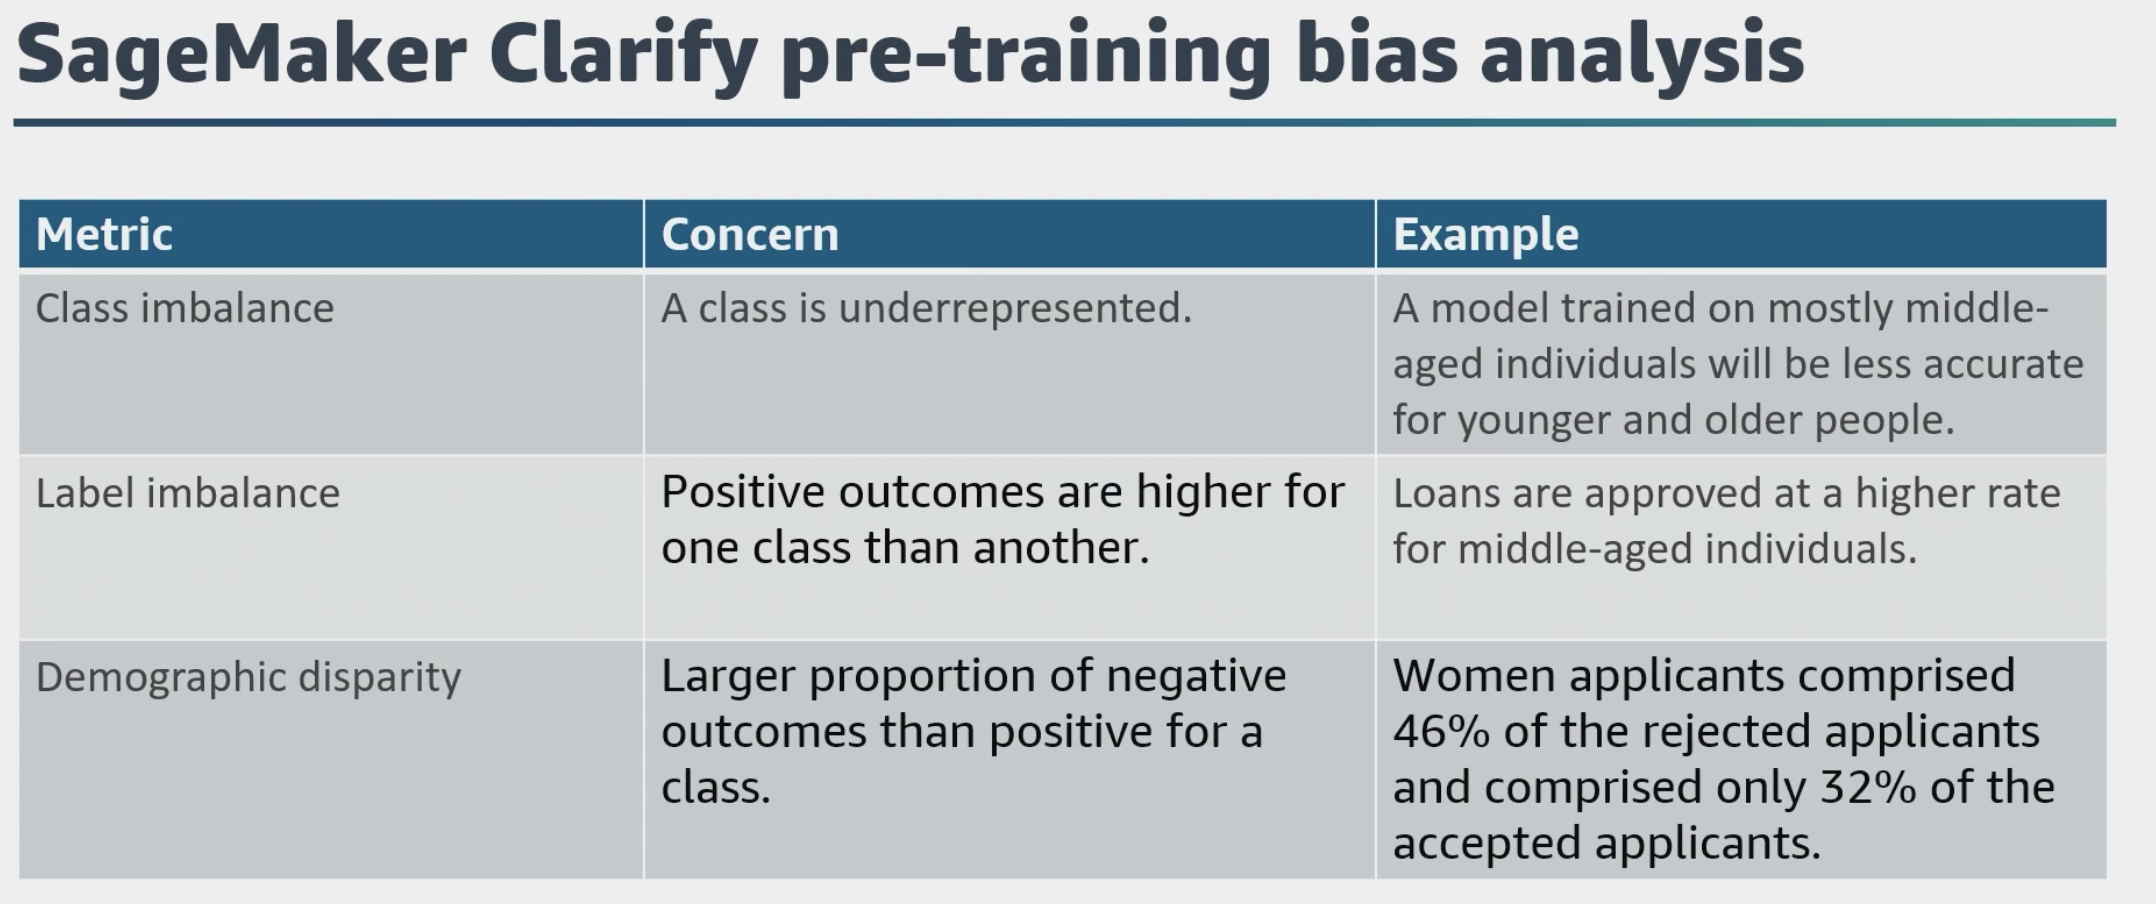 SageMaker Clarify pre-training bias analysis
Metric
Concern
Example
Class imbalance
A class is underrepresented.
A model trained on mostly middle-
aged individuals will be less accurate
for younger and older people.
Label imbalance
Positive outcomes are higher for
one class than another.
Loans are approved at a higher rate
for middle-aged individuals.
Demographic disparity
Larger proportion of negative
outcomes than positive for a
class.
Women applicants comprised
46% of the rejected applicants
and comprised only 32% of the
accepted applicants.